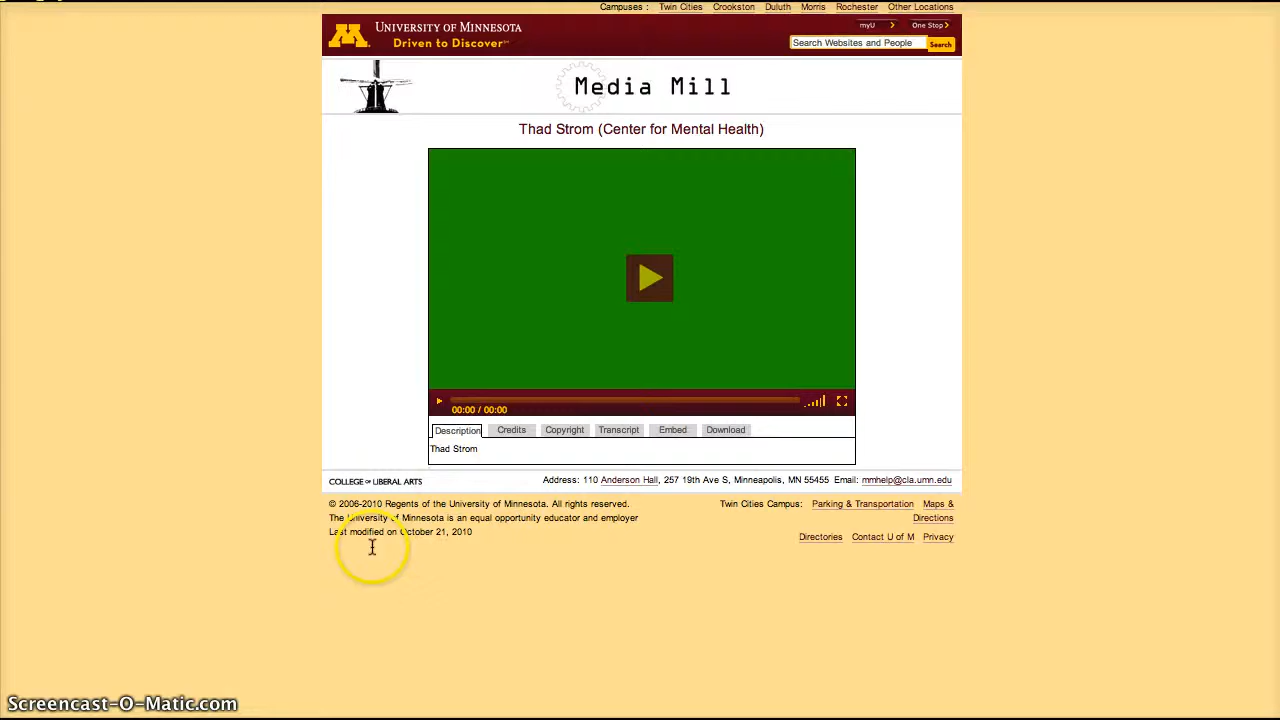 Campuses : Twin Cities Crookston Duluth Morris Rochester Other Locations
UNIVERSITY OF MINNESOTA
Driven to Discover
myU One Stop
Search Websites and People Search
Media Mill
Thad Strom (Center for Mental Health)
00:00 / 00:00
Description Credits Copyright Transcript Embed Download
Thad Strom
COLLEGE OF LIBERAL ARTS
Address: 110 Anderson Hall, 257 19th Ave S, Minneapolis, MN 55455 Email: mmhelp@cla.umn.edu
© 2006-2010 Regents of the University of Minnesota. All rights reserved.
The University of Minnesota is an equal opportunity educator and employer
Last modified on October 21, 2010
Twin Cities Campus: Parking & Transportation Maps &
Directions
Directories Contact U of M Privacy
Screencast-O-Matic.com